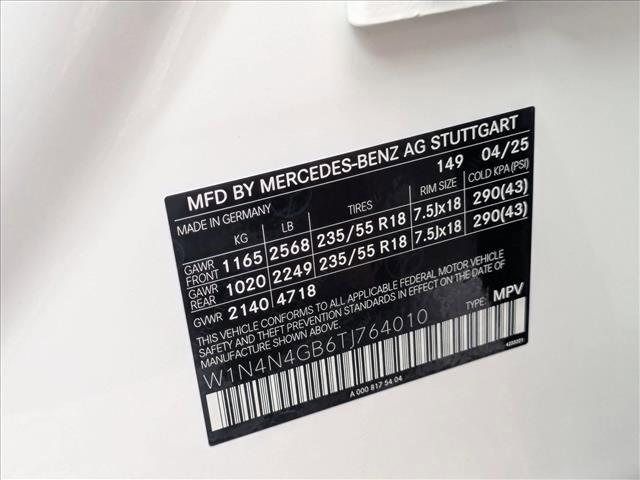 MFD BY MERCEDES-BENZ AG STUTTGART
MADE IN GERMANY 149 04/25
KG LB TIRES RIM SIZE COLD KPA(PSI)
GAWR FRONT 1165 2568 235/55 R18 7.5Jx18 290(43)
GAWR REAR 1020 2249 235/55 R18 7.5Jx18 290(43)
GVWR 2140 4718
THIS VEHICLE CONFORMS TO ALL APPLICABLE FEDERAL MOTOR VEHICLE
SAFETY AND THEFT PREVENTION STANDARDS IN EFFECT ON THE DATE OF
MANUFACTURE SHOWN ABOVE.
W1N4N4GB6TJ764010 TYPE: MPV
A 000 817 54 04